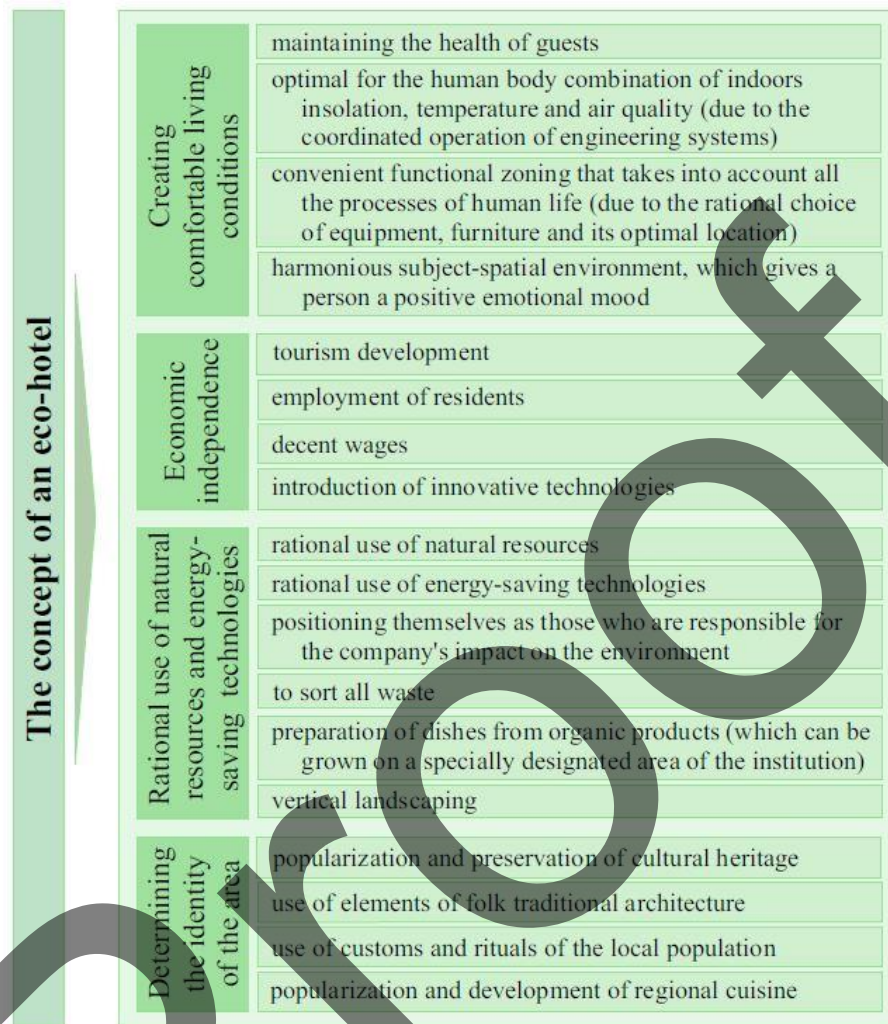 The concept of an eco-hotel
Creating
comfortable living
conditions
maintaining the health of guests
optimal for the human body combination of indoors
insolation, temperature and air quality (due to the
coordinated operation of engineering systems)
convenient functional zoning that takes into account all
the processes of human life (due to the rational choice
of equipment, furniture and its optimal location)
harmonious subject-spatial environment, which gives a
person a positive emotional mood
Economic
independence
tourism development
employment of residents
decent wages
introduction of innovative technologies
Rational use of natural
resources and energy-
saving technologies
rational use of natural resources
rational use of energy-saving technologies
positioning themselves as those who are responsible for
the company's impact on the environment
to sort all waste
preparation of dishes from organic products (which can be
grown on a specially designated area of the institution)
vertical landscaping
Determining
the identity
of the area
popularization and preservation of cultural heritage
use of elements of folk traditional architecture
use of customs and rituals of the local population
popularization and development of regional cuisine
proof